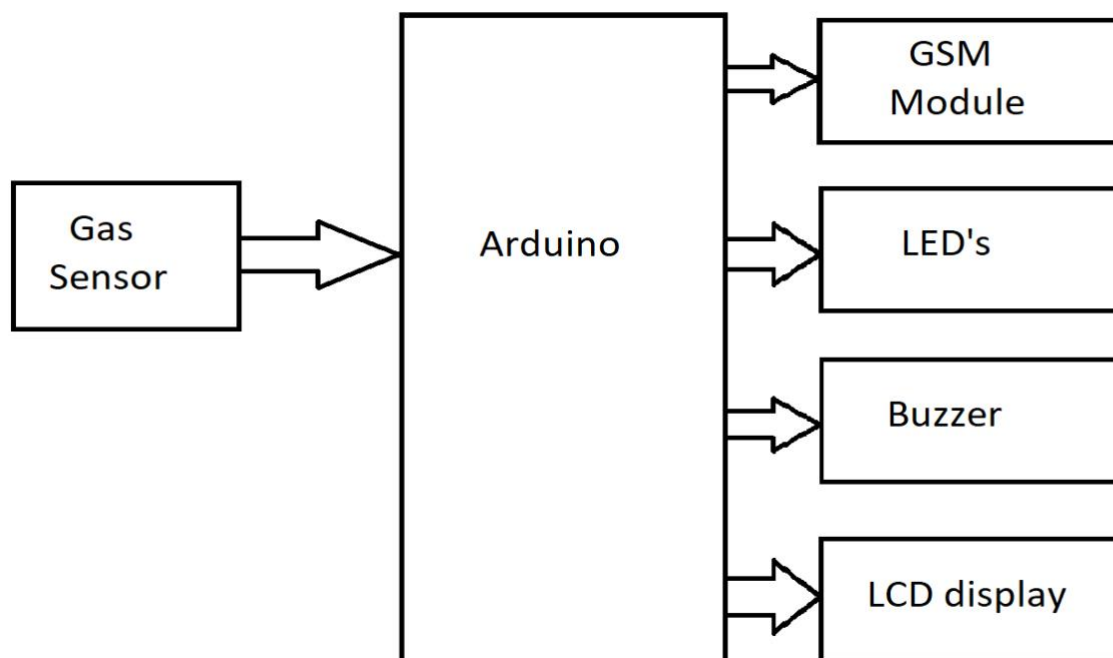 Gas
Sensor
Arduino
GSM
Module
LED's
Buzzer
LCD display